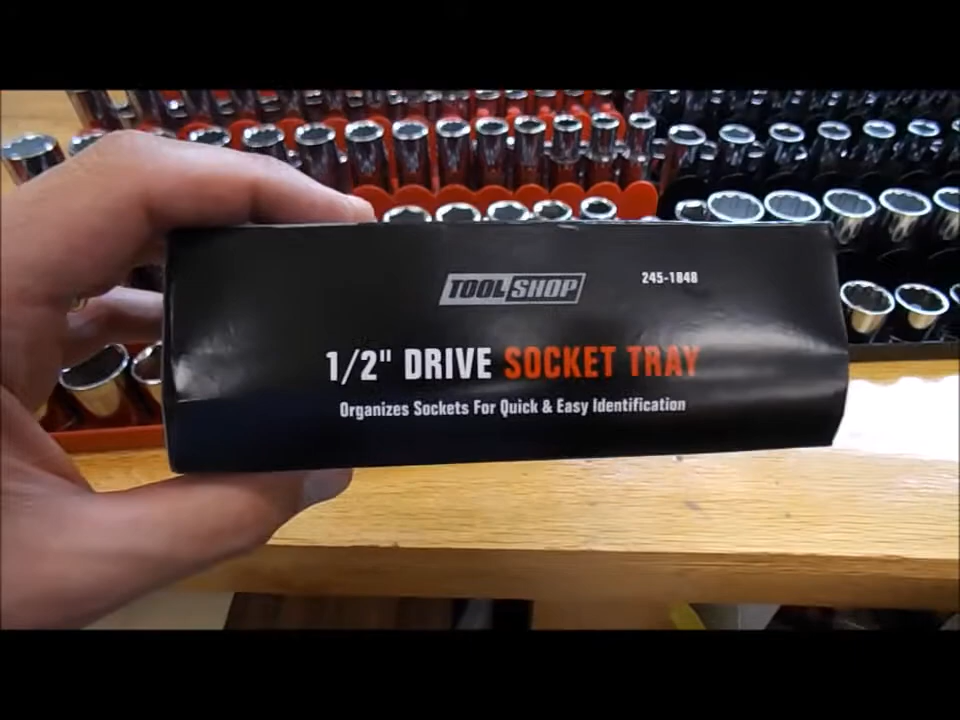 TOOL SHOP
245-1848
1/2" DRIVE SOCKET TRAY
Organizes Sockets For Quick & Easy Identification